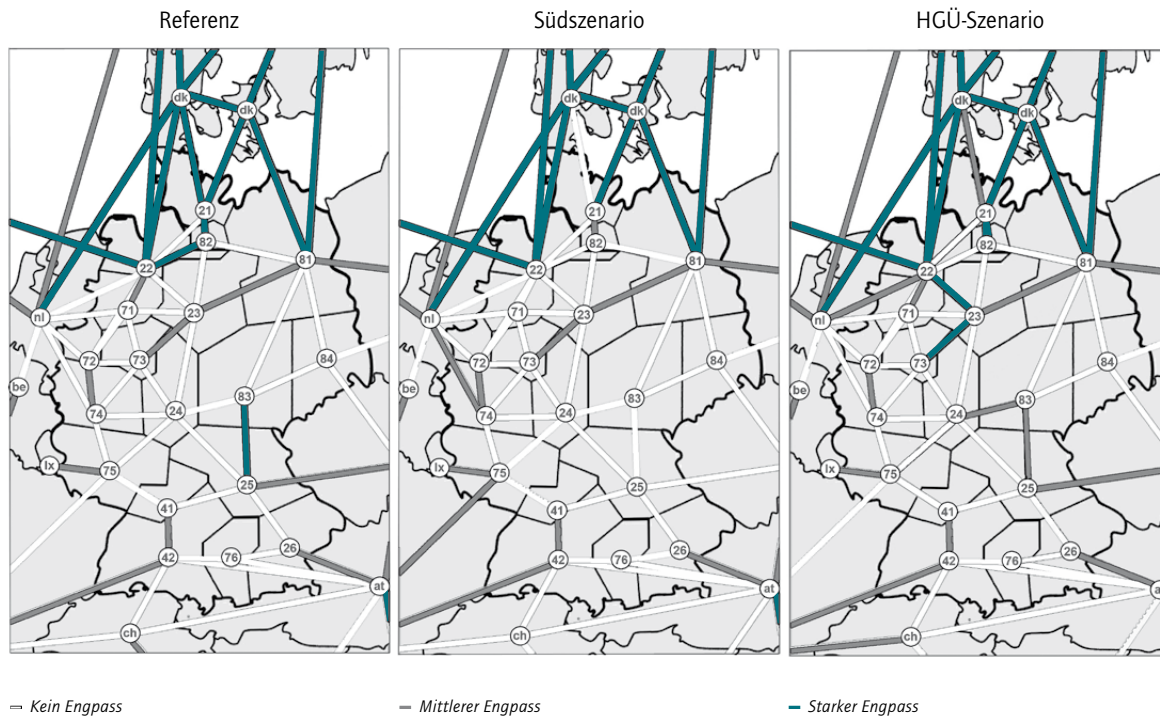 Referenz
Südszenario
HGÜ-Szenario
dk
dk
21
82
22
81
nl
71
23
72
73
84
be
74
24
83
lx
75
25
41
42
76
26
at
ch
dk
dk
21
82
22
81
nl
71
23
72
73
84
be
74
24
83
lx
75
25
41
42
76
26
at
ch
dk
dk
21
82
22
81
nl
71
23
72
73
84
be
74
24
83
lx
75
25
41
42
76
26
ch
Kein Engpass
Mittlerer Engpass
Starker Engpass